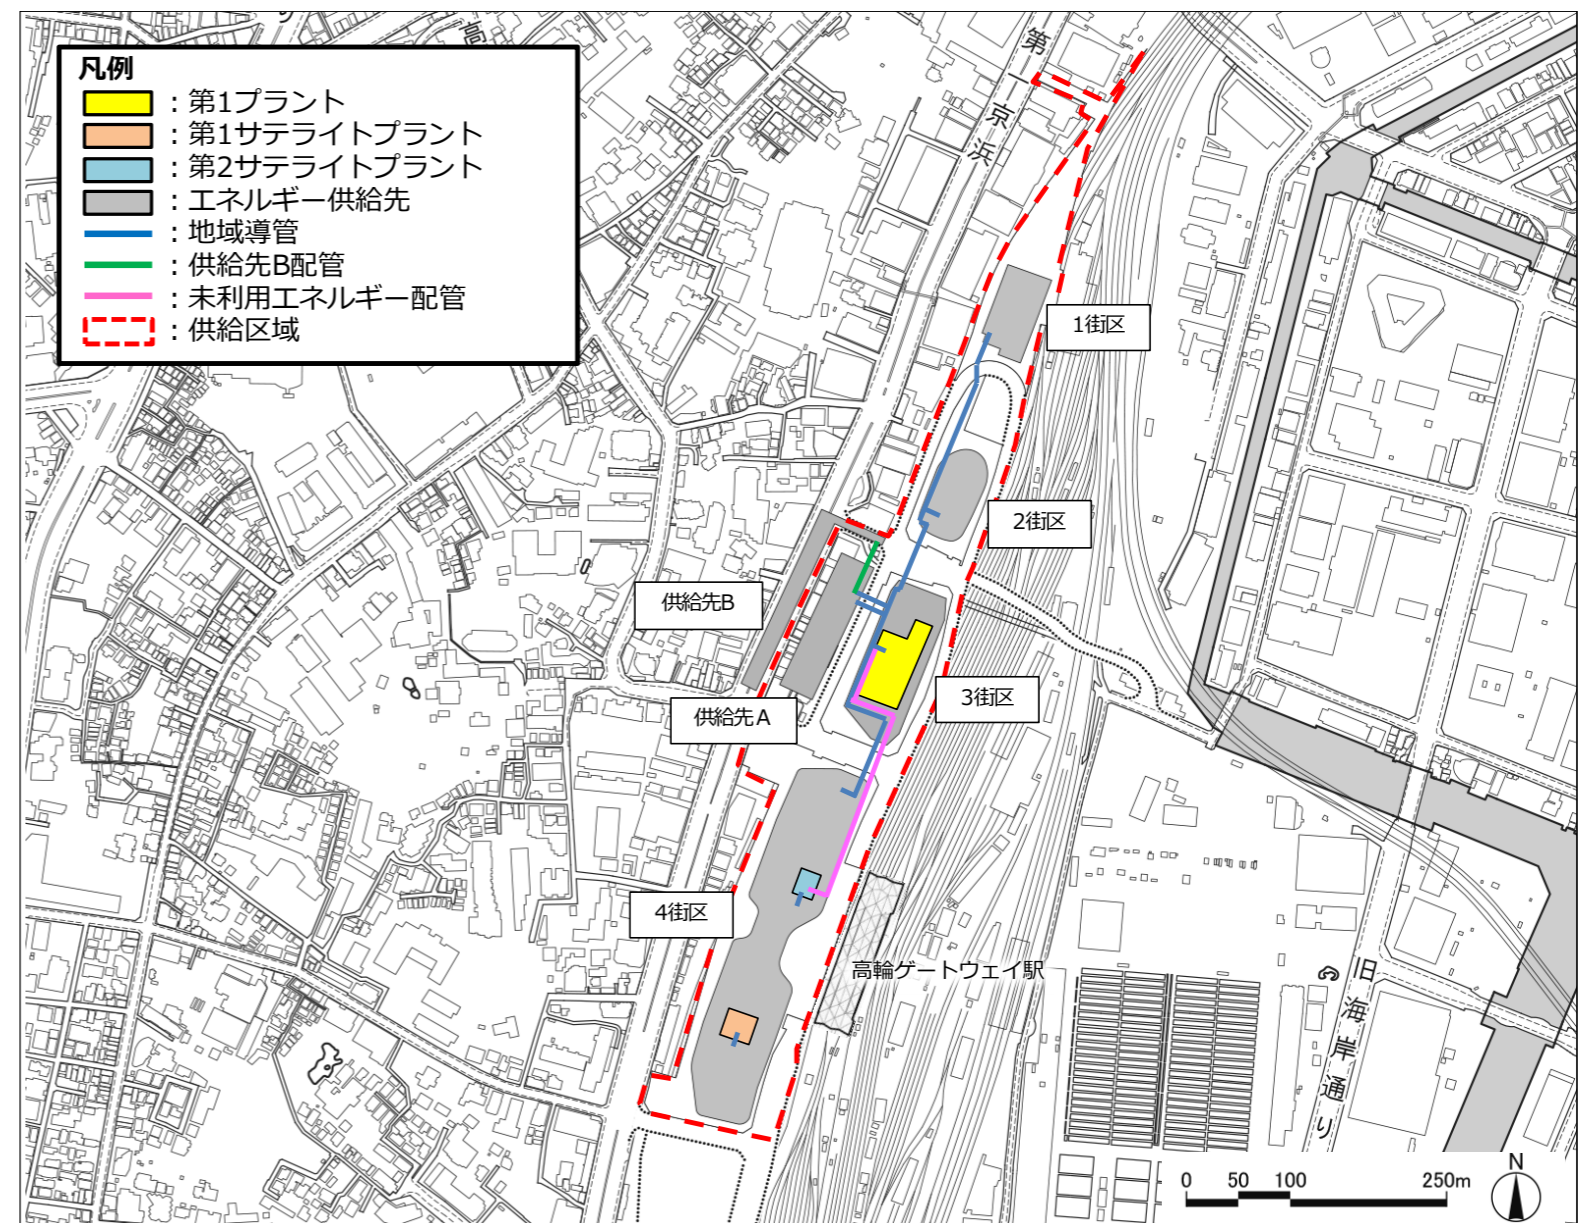 凡例
：第1プラント
：第1サテライトプラント
：第2サテライトプラント
：エネルギー供給先
：地域導管
：供給先B配管
：未利用エネルギー配管
：供給区域
第一京浜
1街区
2街区
供給先B
3街区
供給先A
4街区
高輪ゲートウェイ駅
旧海岸通り
0 50 100 250m
N